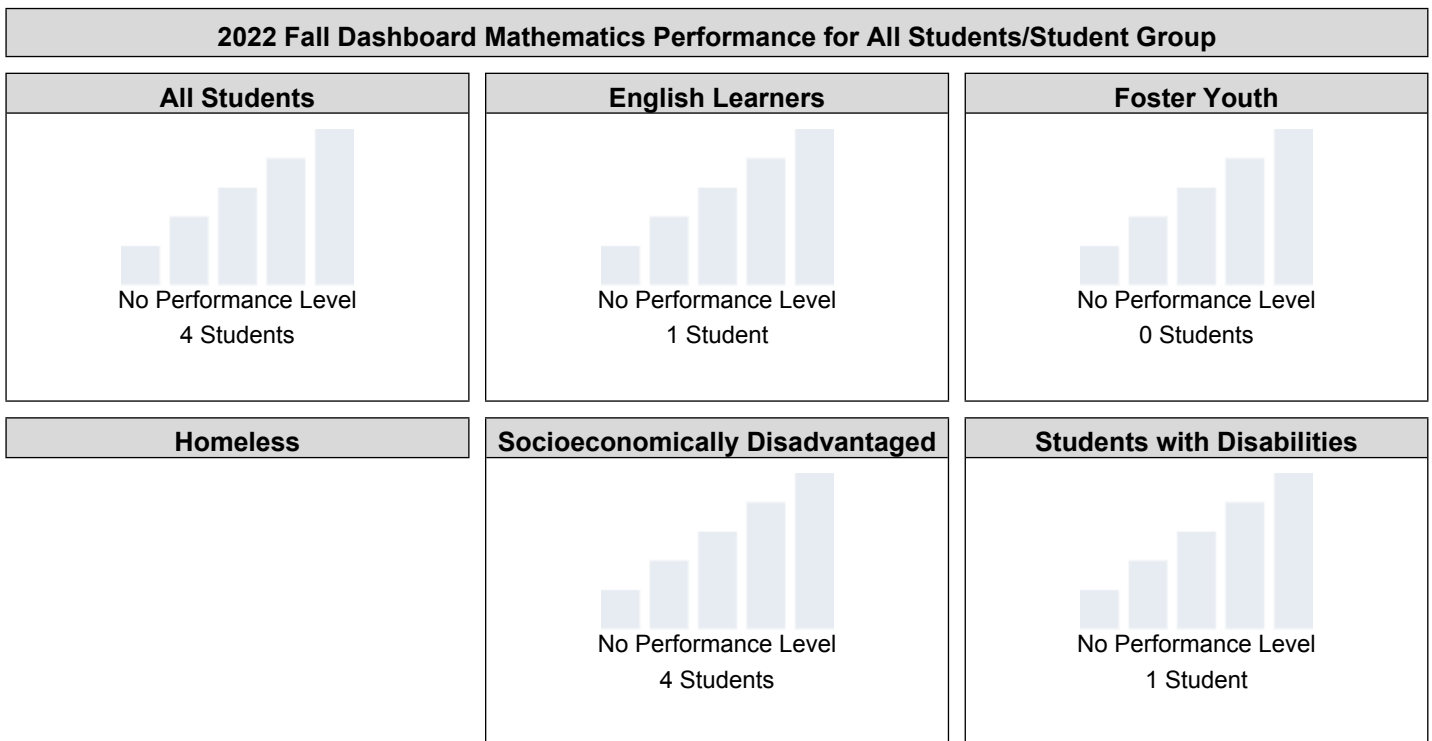 2022 Fall Dashboard Mathematics Performance for All Students/Student Group
All Students
No Performance Level
4 Students
English Learners
No Performance Level
1 Student
Foster Youth
No Performance Level
0 Students
Homeless
Socioeconomically Disadvantaged
No Performance Level
4 Students
Students with Disabilities
No Performance Level
1 Student